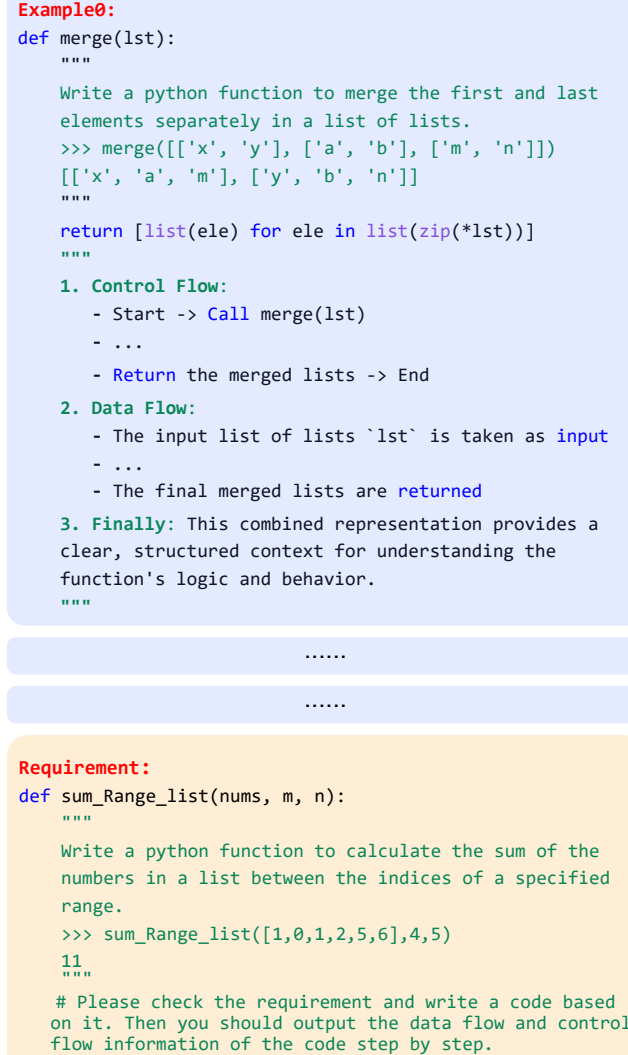 Example0:
def merge(lst):
"""
Write a python function to merge the first and last
elements separately in a list of lists.
>>> merge([['x', 'y'], ['a', 'b'], ['m', 'n']])
[['x', 'a', 'm'], ['y', 'b', 'n']]
"""
return [list(ele) for ele in list(zip(*lst))]
"""
1. Control Flow:
- Start -> Call merge(lst)
- ...
- Return the merged lists -> End
2. Data Flow:
- The input list of lists `lst` is taken as input
- ...
- The final merged lists are returned
3. Finally: This combined representation provides a
clear, structured context for understanding the
function's logic and behavior.
"""
......
......
Requirement:
def sum_Range_list(nums, m, n):
"""
Write a python function to calculate the sum of the
numbers in a list between the indices of a specified
range.
>>> sum_Range_list([1,0,1,2,5,6],4,5)
11
"""
# Please check the requirement and write a code based
on it. Then you should output the data flow and control
flow information of the code step by step.